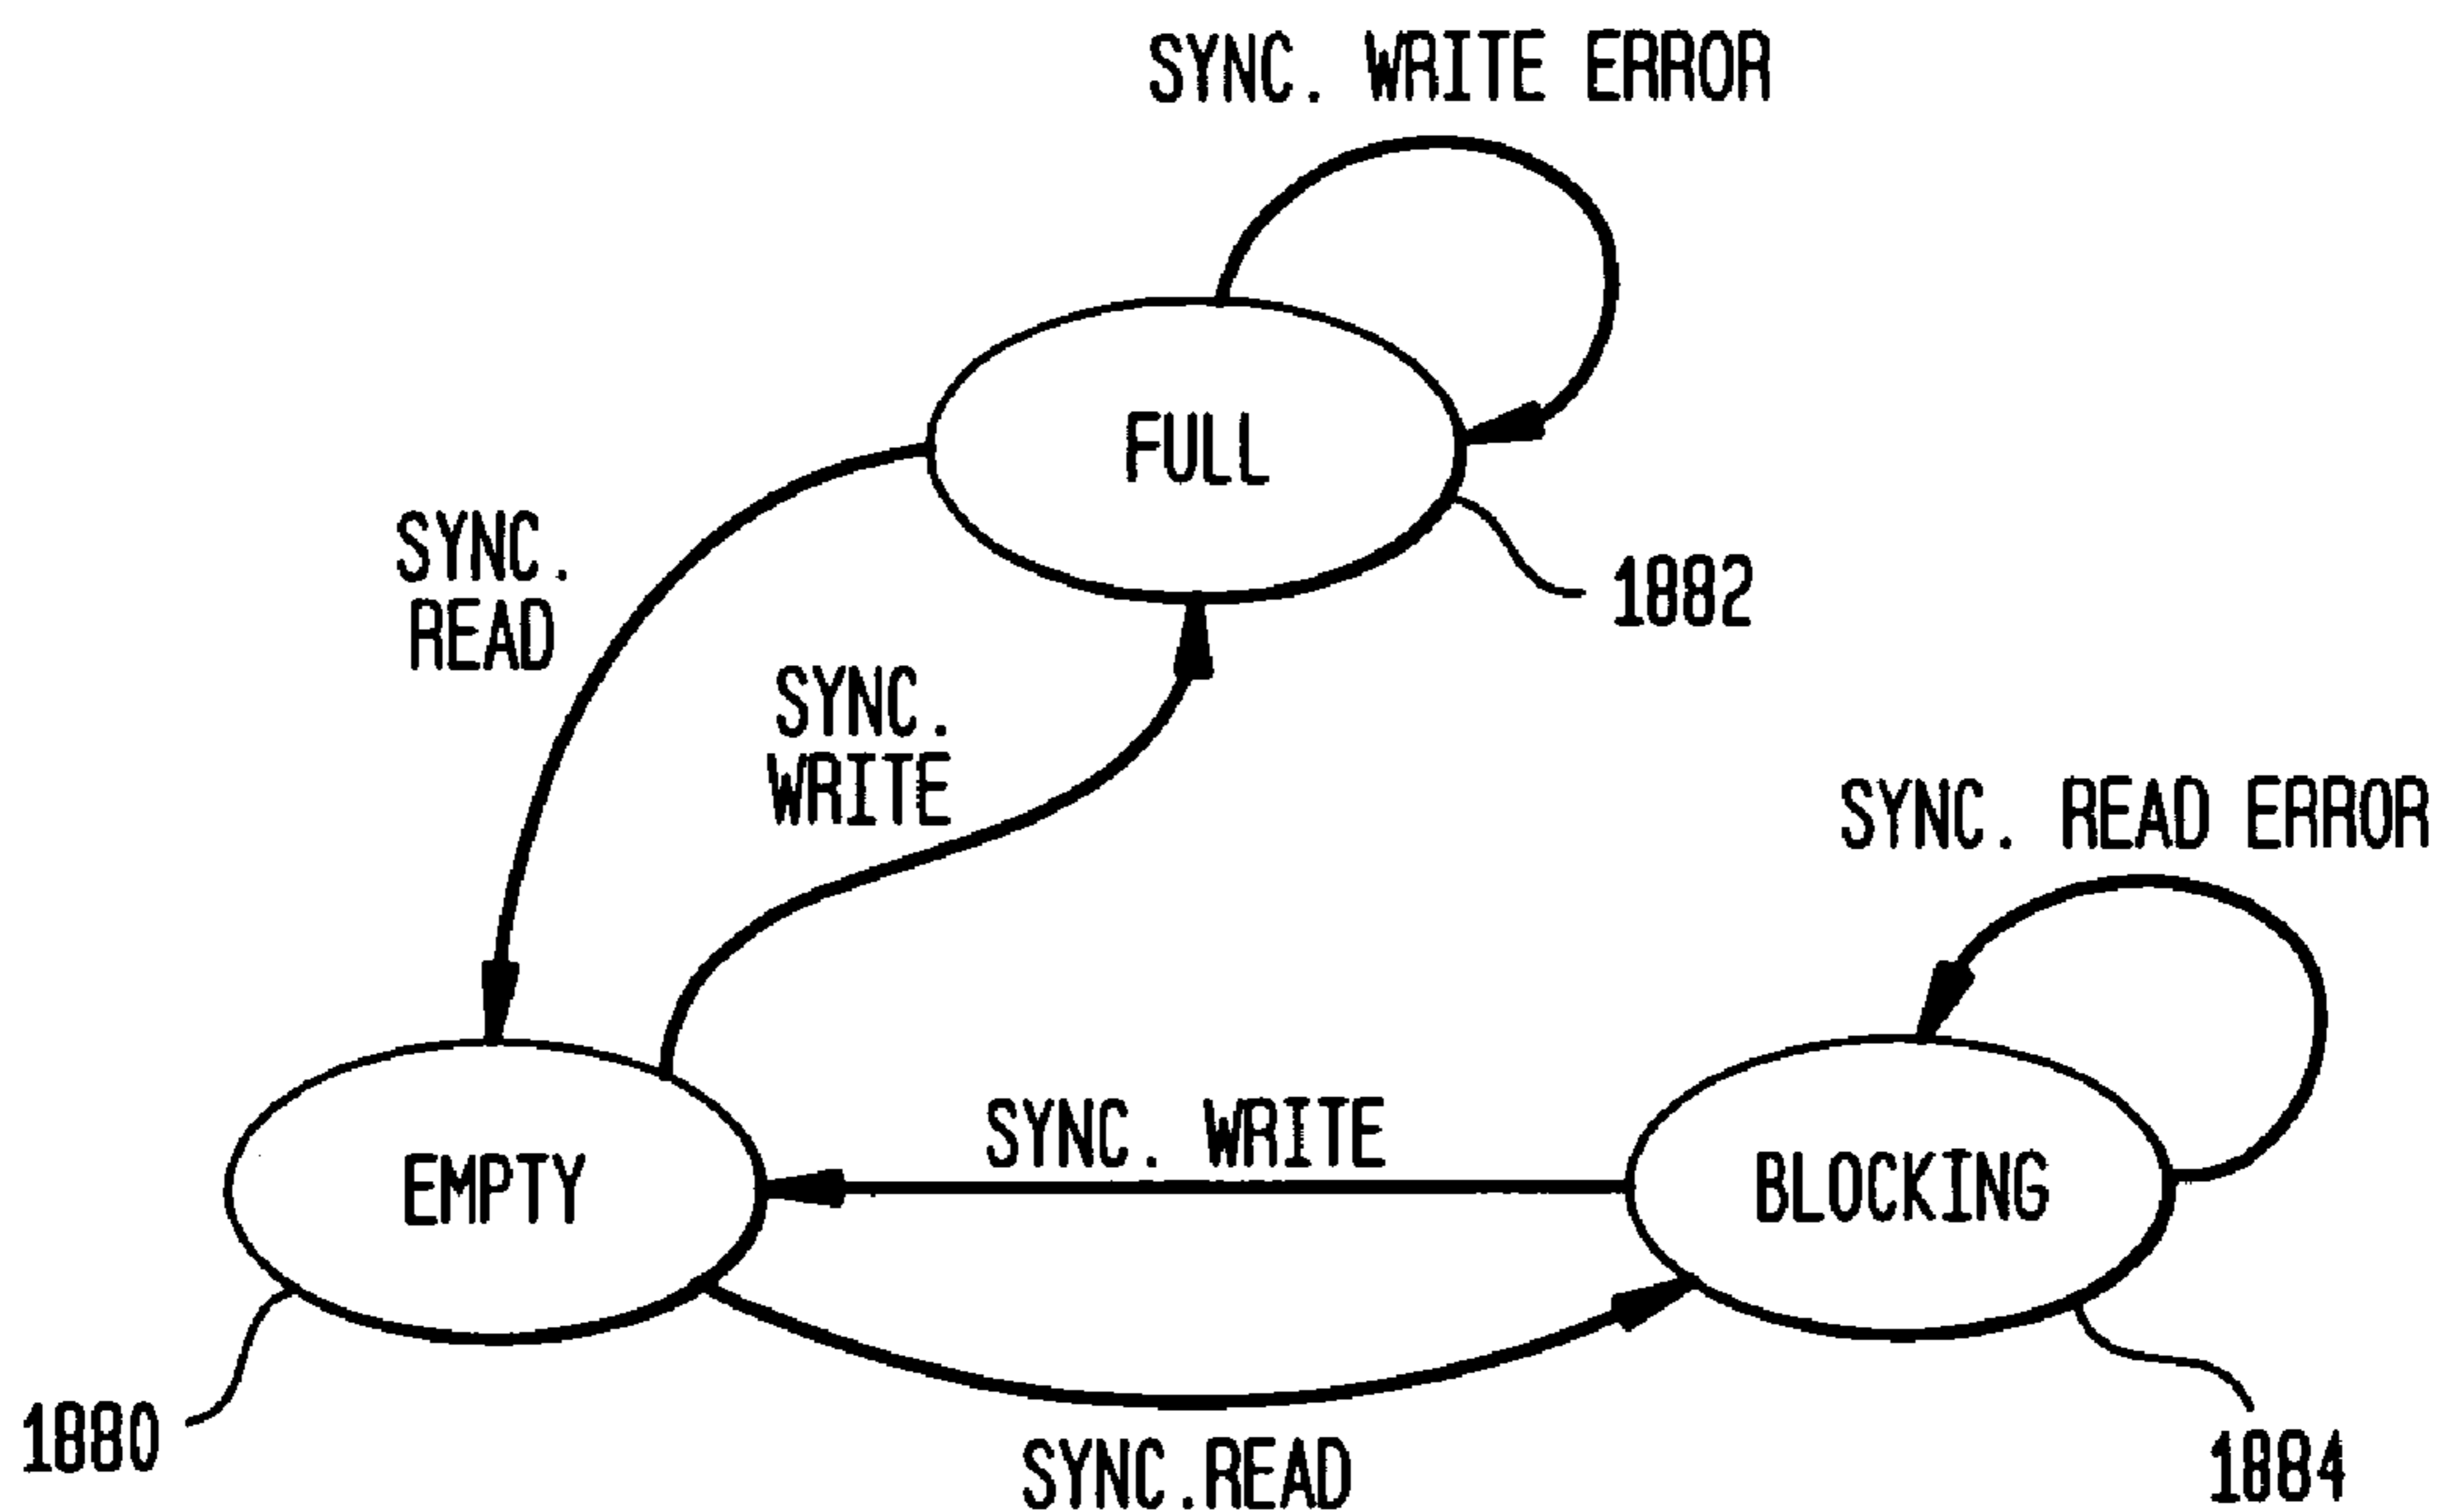 SYNC. WRITE ERROR
FULL
SYNC.
READ
1882
SYNC.
WRITE
SYNC. READ ERROR
SYNC. WRITE
EMPTY
BLOCKING
1880
SYNC.READ
1884